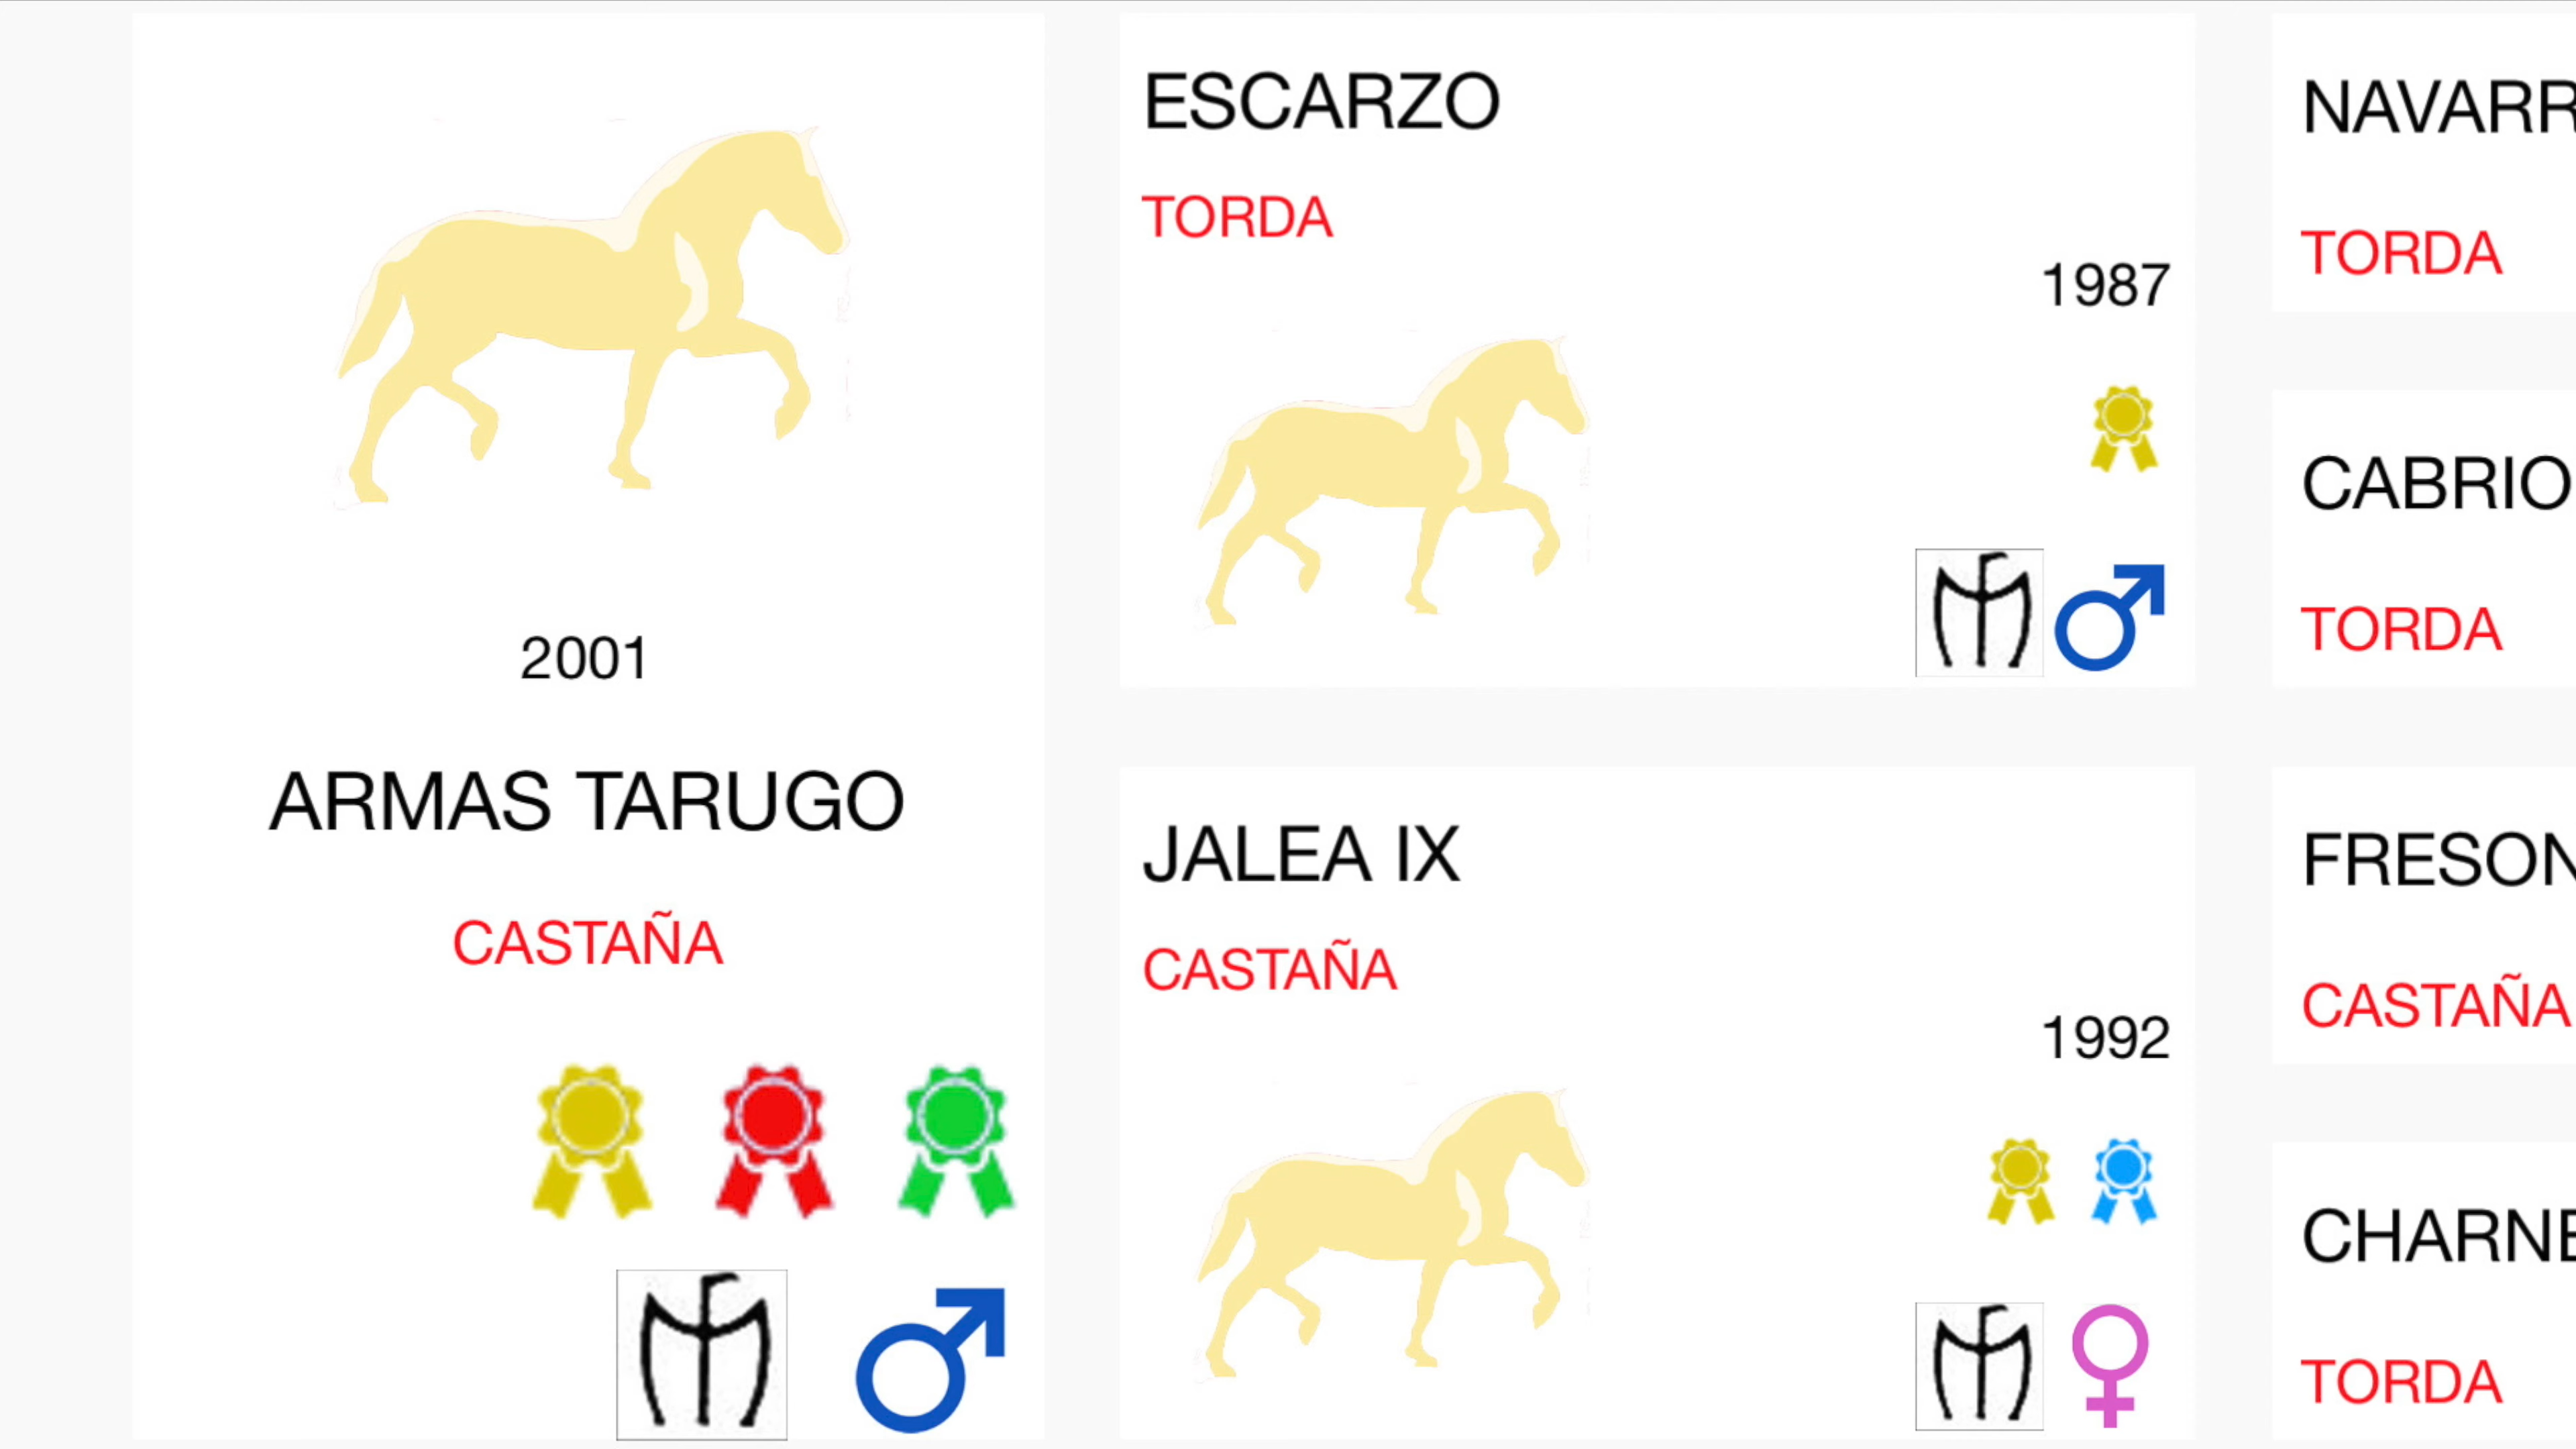 2001
ARMAS TARUGO
CASTAÑA
ESCARZO
TORDA
1987
JALEA IX
CASTAÑA
1992
NAVARR
TORDA
CABRIO
TORDA
FRESON
CASTAÑA
CHARNE
TORDA